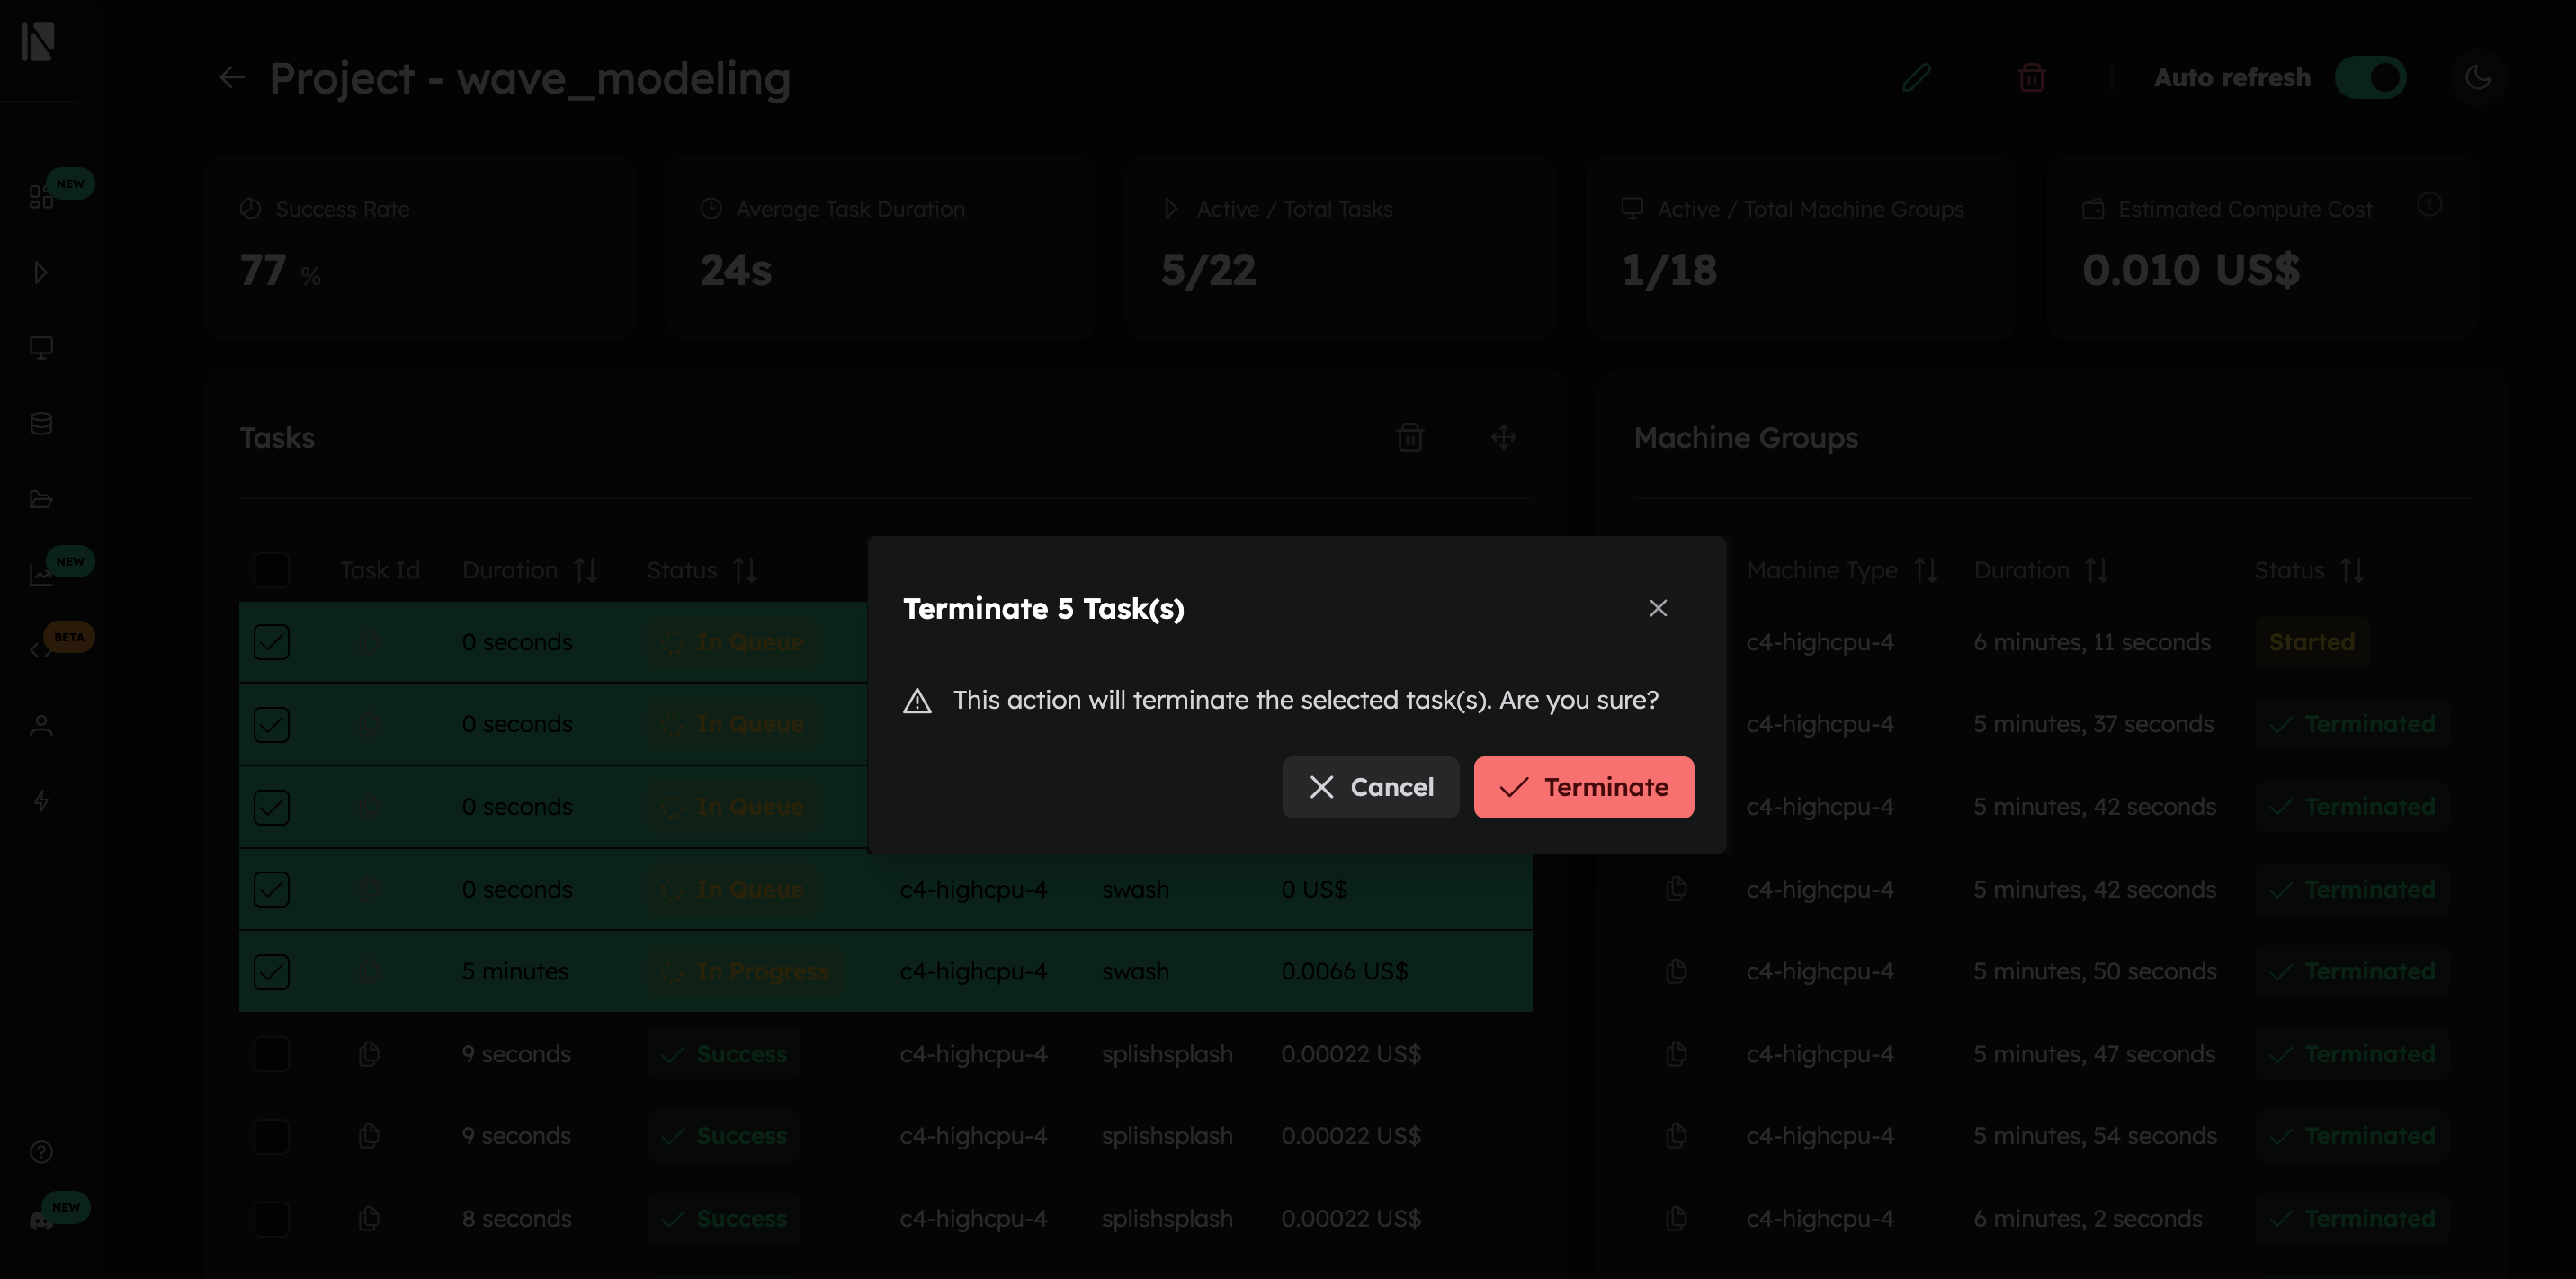 Project - wave_modeling
Auto refresh
NEW
Success Rate
77 %
Average Task Duration
24s
Active / Total Tasks
5/22
Active / Total Machine Groups
1/18
Estimated Compute Cost
0.010 US$
Tasks
Machine Groups
NEW
BETA
NEW
Task Id Duration Status
Machine Type Duration Status
Terminate 5 Task(s)
This action will terminate the selected task(s). Are you sure?
Cancel Terminate
0 seconds In Queue
0 seconds In Queue
0 seconds In Queue
0 seconds In Queue c4-highcpu-4 swash 0 US$
5 minutes In Progress c4-highcpu-4 swash 0.0066 US$
9 seconds Success c4-highcpu-4 splishsplash 0.00022 US$
9 seconds Success c4-highcpu-4 splishsplash 0.00022 US$
8 seconds Success c4-highcpu-4 splishsplash 0.00022 US$
c4-highcpu-4 6 minutes, 11 seconds Started
c4-highcpu-4 5 minutes, 37 seconds Terminated
c4-highcpu-4 5 minutes, 42 seconds Terminated
c4-highcpu-4 5 minutes, 42 seconds Terminated
c4-highcpu-4 5 minutes, 50 seconds Terminated
c4-highcpu-4 5 minutes, 47 seconds Terminated
c4-highcpu-4 5 minutes, 54 seconds Terminated
c4-highcpu-4 6 minutes, 2 seconds Terminated